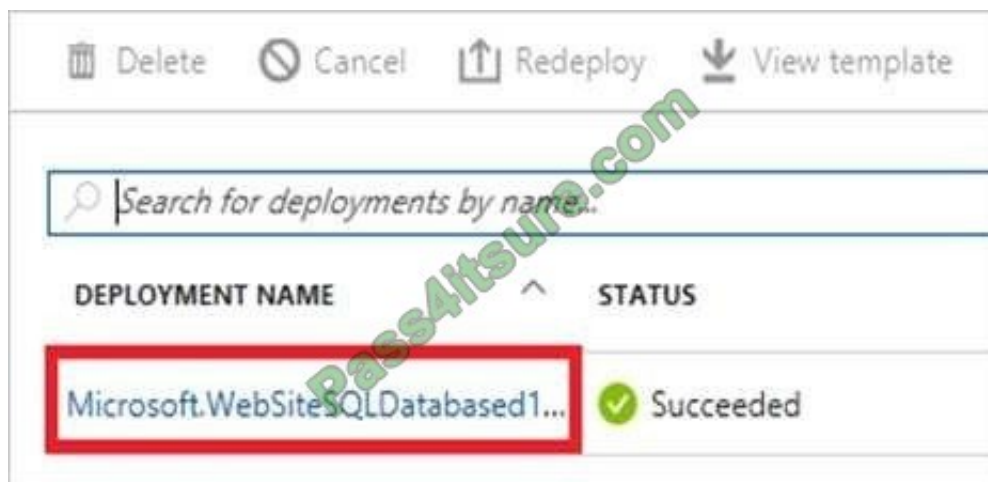 Delete Cancel Redeploy View template
Search for deployments by name...
DEPLOYMENT NAME STATUS
Microsoft.WebSiteSQLDatabased1... Succeeded
Pass4itsure.com